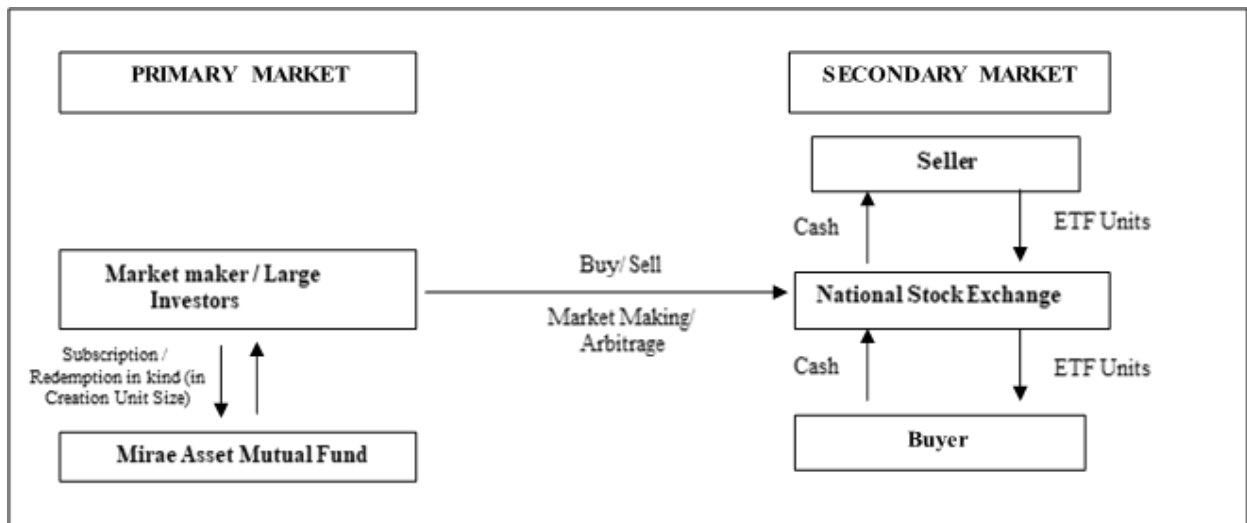 PRIMARY MARKET
SECONDARY MARKET
Seller
Cash
ETF Units
Market maker / Large
Investors
Buy/ Sell
Market Making/
Arbitrage
National Stock Exchange
Subscription /
Redemption in kind (in
Creation Unit Size)
Cash
ETF Units
Mirae Asset Mutual Fund
Buyer